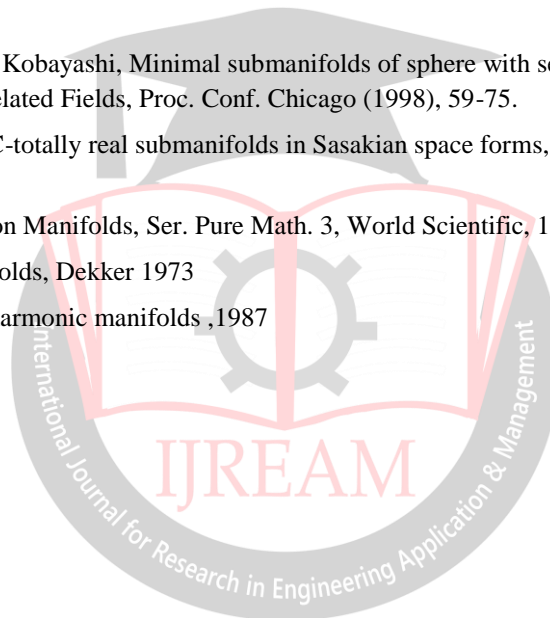 Kobayashi, Minimal submanifolds of sphere with
elated Fields, Proc. Conf. Chicago (1998), 59-75.
C-totally real submanifolds in Sasakian space forms,
on Manifolds, Ser. Pure Math. 3, World Scientific, 1
olds, Dekker 1973
armonic manifolds ,1987
IJREAM
International Journal for Research in Engineering Application & Management